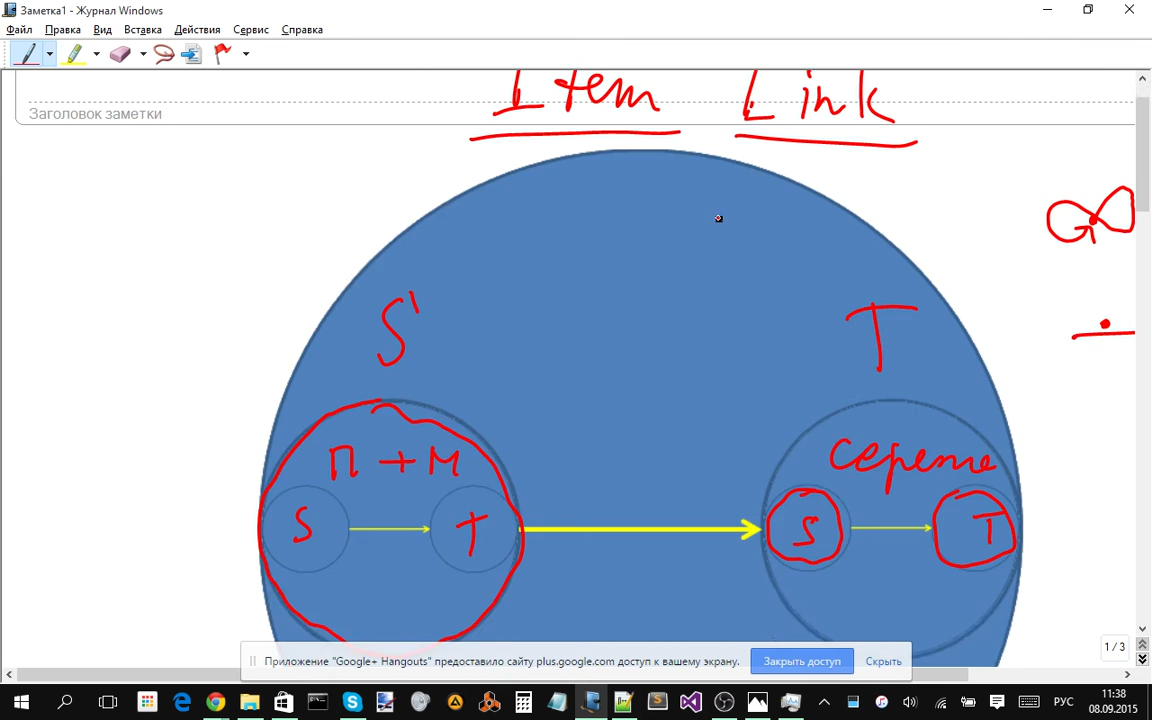 Заметка1 - Журнал Windows
Файл Правка Вид Вставка Действия Сервис Справка
Item Link
Заголовок заметки
S T
П + М
S T
S T
Приложение "Google+ Hangouts" предоставило сайту plus.google.com доступ к вашему экрану. Закрыть доступ Скрыть
1 / 3
РУС
11:38
08.09.2015